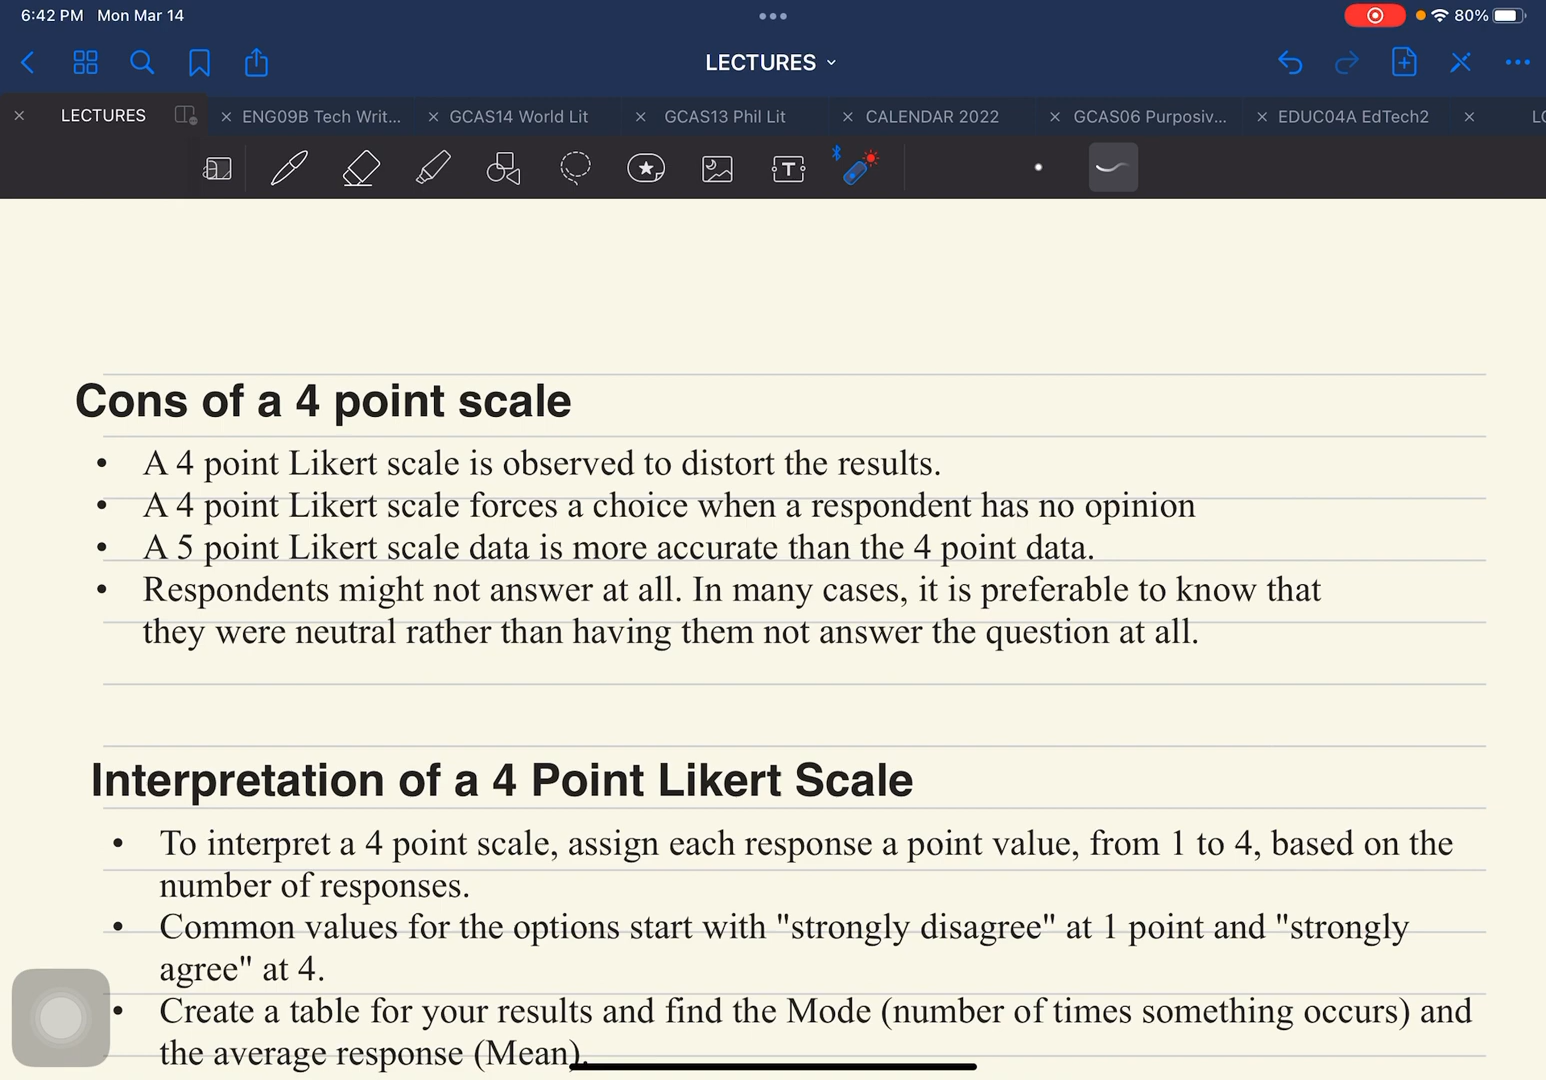 6:42 PM Mon Mar 14
80%
LECTURES
LECTURES
ENG09B Tech Writ...
GCAS14 World Lit
GCAS13 Phil Lit
CALENDAR 2022
GCAS06 Purposiv...
EDUC04A EdTech2
T
Cons of a 4 point scale
• A 4 point Likert scale is observed to distort the results.
• A 4 point Likert scale forces a choice when a respondent has no opinion
• A 5 point Likert scale data is more accurate than the 4 point data.
• Respondents might not answer at all. In many cases, it is preferable to know that
they were neutral rather than having them not answer the question at all.
Interpretation of a 4 Point Likert Scale
• To interpret a 4 point scale, assign each response a point value, from 1 to 4, based on the
number of responses.
• Common values for the options start with "strongly disagree" at 1 point and "strongly
agree" at 4.
• Create a table for your results and find the Mode (number of times something occurs) and
the average response (Mean).